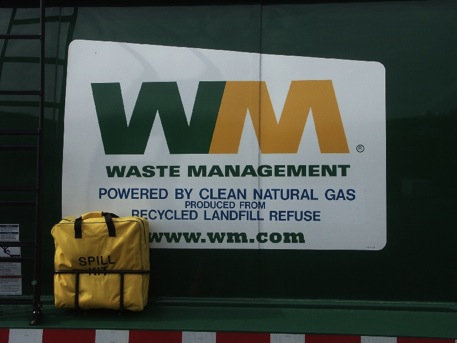 WM®
WASTE MANAGEMENT
POWERED BY CLEAN NATURAL GAS
PRODUCED FROM
RECYCLED LANDFILL REFUSE
www.wm.com
SPILL
KIT